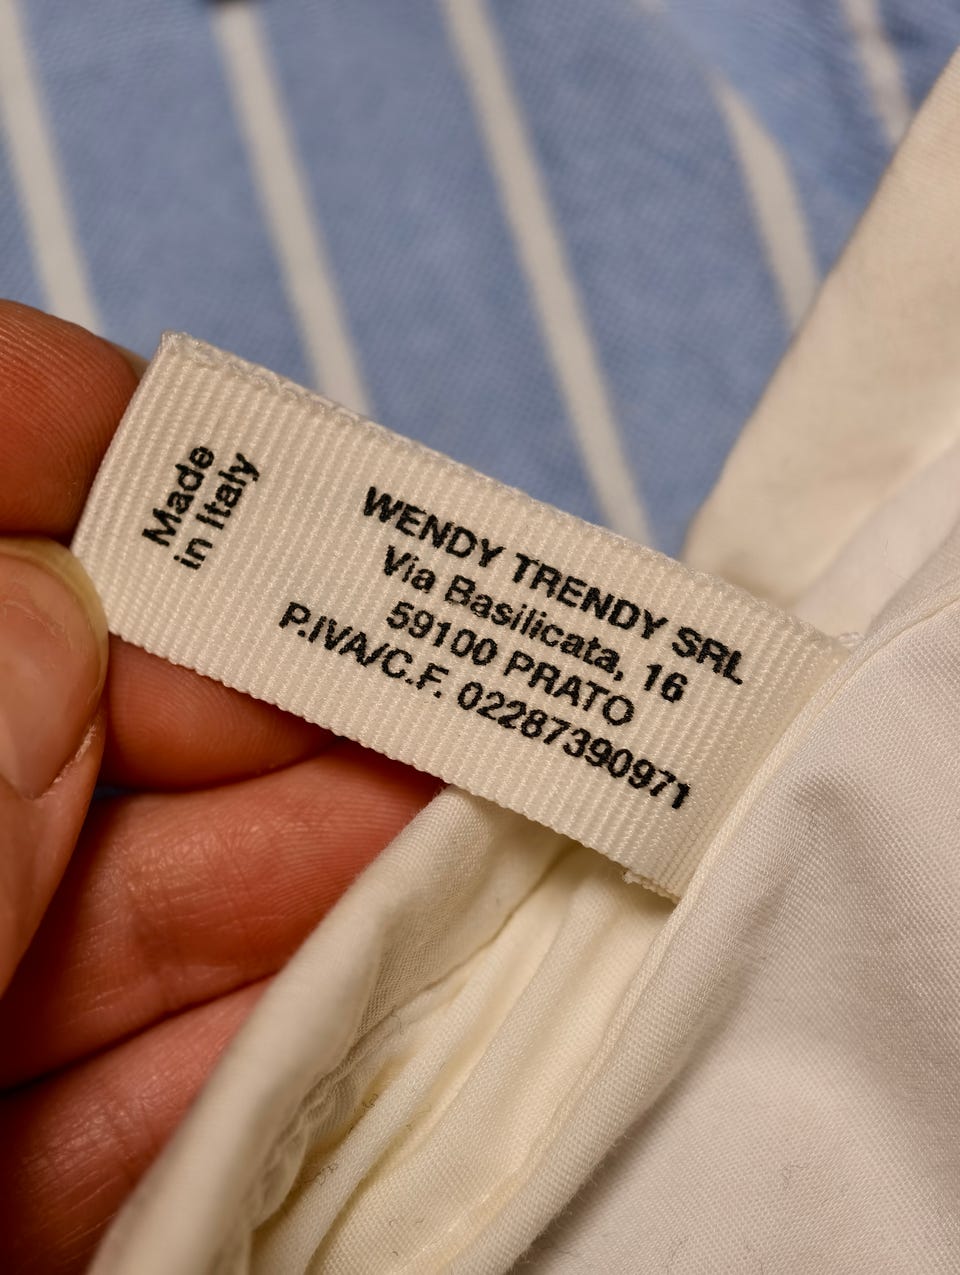 Made
in Italy
WENDY TRENDY SRL
Via Basilicata, 16
59100 PRATO
P.IVA/C.F. 02287390971